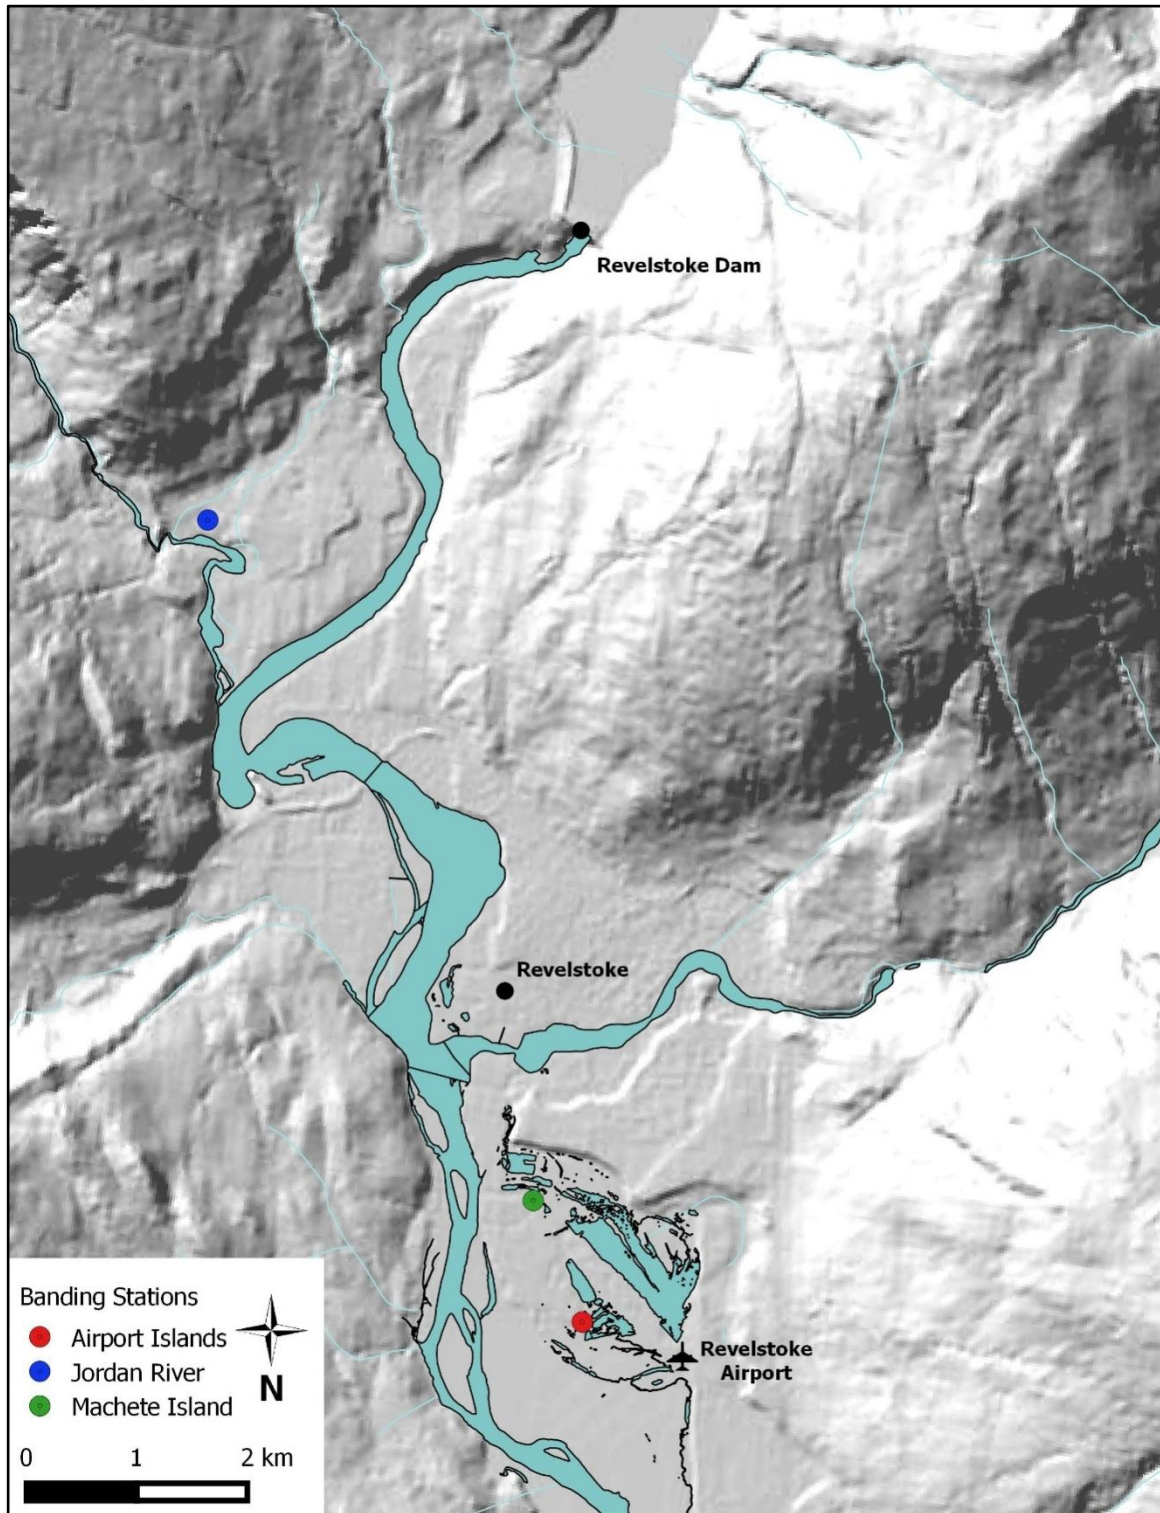 Revelstoke Dam
Revelstoke
Revelstoke
Airport
Banding Stations
Airport Islands
Jordan River
Machete Island
N
0 1 2 km